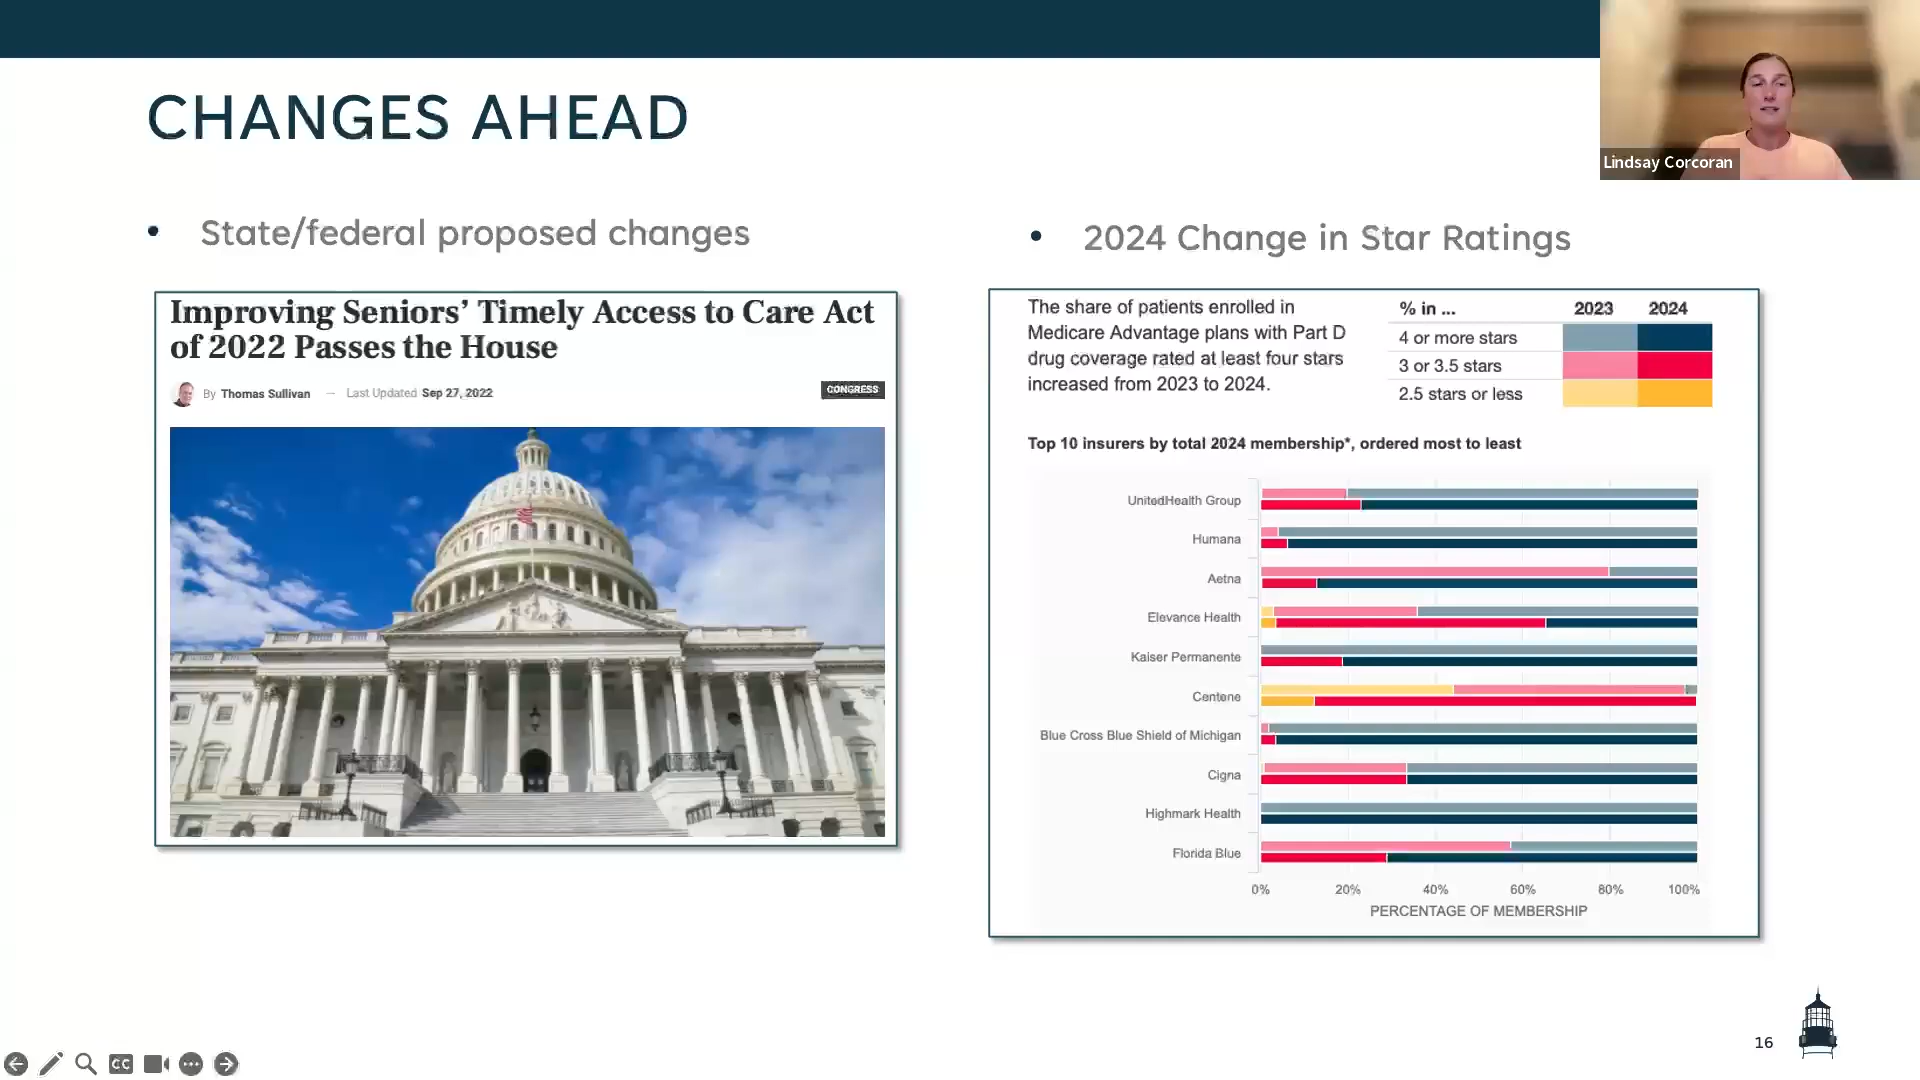 CHANGES AHEAD
Lindsay Corcoran
• State/federal proposed changes
Improving Seniors’ Timely Access to Care Act
of 2022 Passes the House
By Thomas Sullivan — Last Updated Sep 27, 2022
CONGRESS
• 2024 Change in Star Ratings
The share of patients enrolled in
Medicare Advantage plans with Part D
drug coverage rated at least four stars
increased from 2023 to 2024.
% in ... 2023 2024
4 or more stars
3 or 3.5 stars
2.5 stars or less
Top 10 insurers by total 2024 membership*, ordered most to least
UnitedHealth Group
Humana
Aetna
Elevance Health
Kaiser Permanente
Centene
Blue Cross Blue Shield of Michigan
Cigna
Highmark Health
Florida Blue
0% 20% 40% 60% 80% 100%
PERCENTAGE OF MEMBERSHIP
16
CC